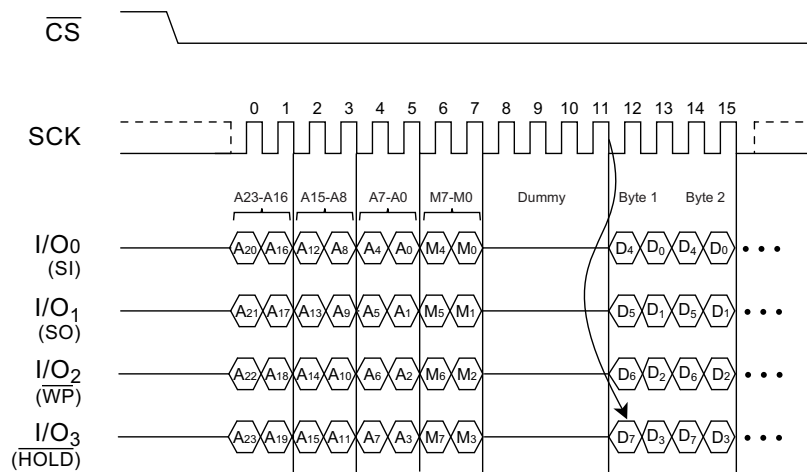 CS
0 1 2 3 4 5 6 7 8 9 10 11 12 13 14 15
SCK
A23-A16 A15-A8 A7-A0 M7-M0 Dummy Byte 1 Byte 2
I/O0 A20 A16 A12 A8 A4 A0 M4 M0 D4 D0 D4 D0 • • •
(SI)
I/O1 A21 A17 A13 A9 A5 A1 M5 M1 D5 D1 D5 D1 • • •
(SO)
I/O2 A22 A18 A14 A10 A6 A2 M6 M2 D6 D2 D6 D2 • • •
(WP)
I/O3 A23 A19 A15 A11 A7 A3 M7 M3 D7 D3 D7 D3 • • •
(HOLD)